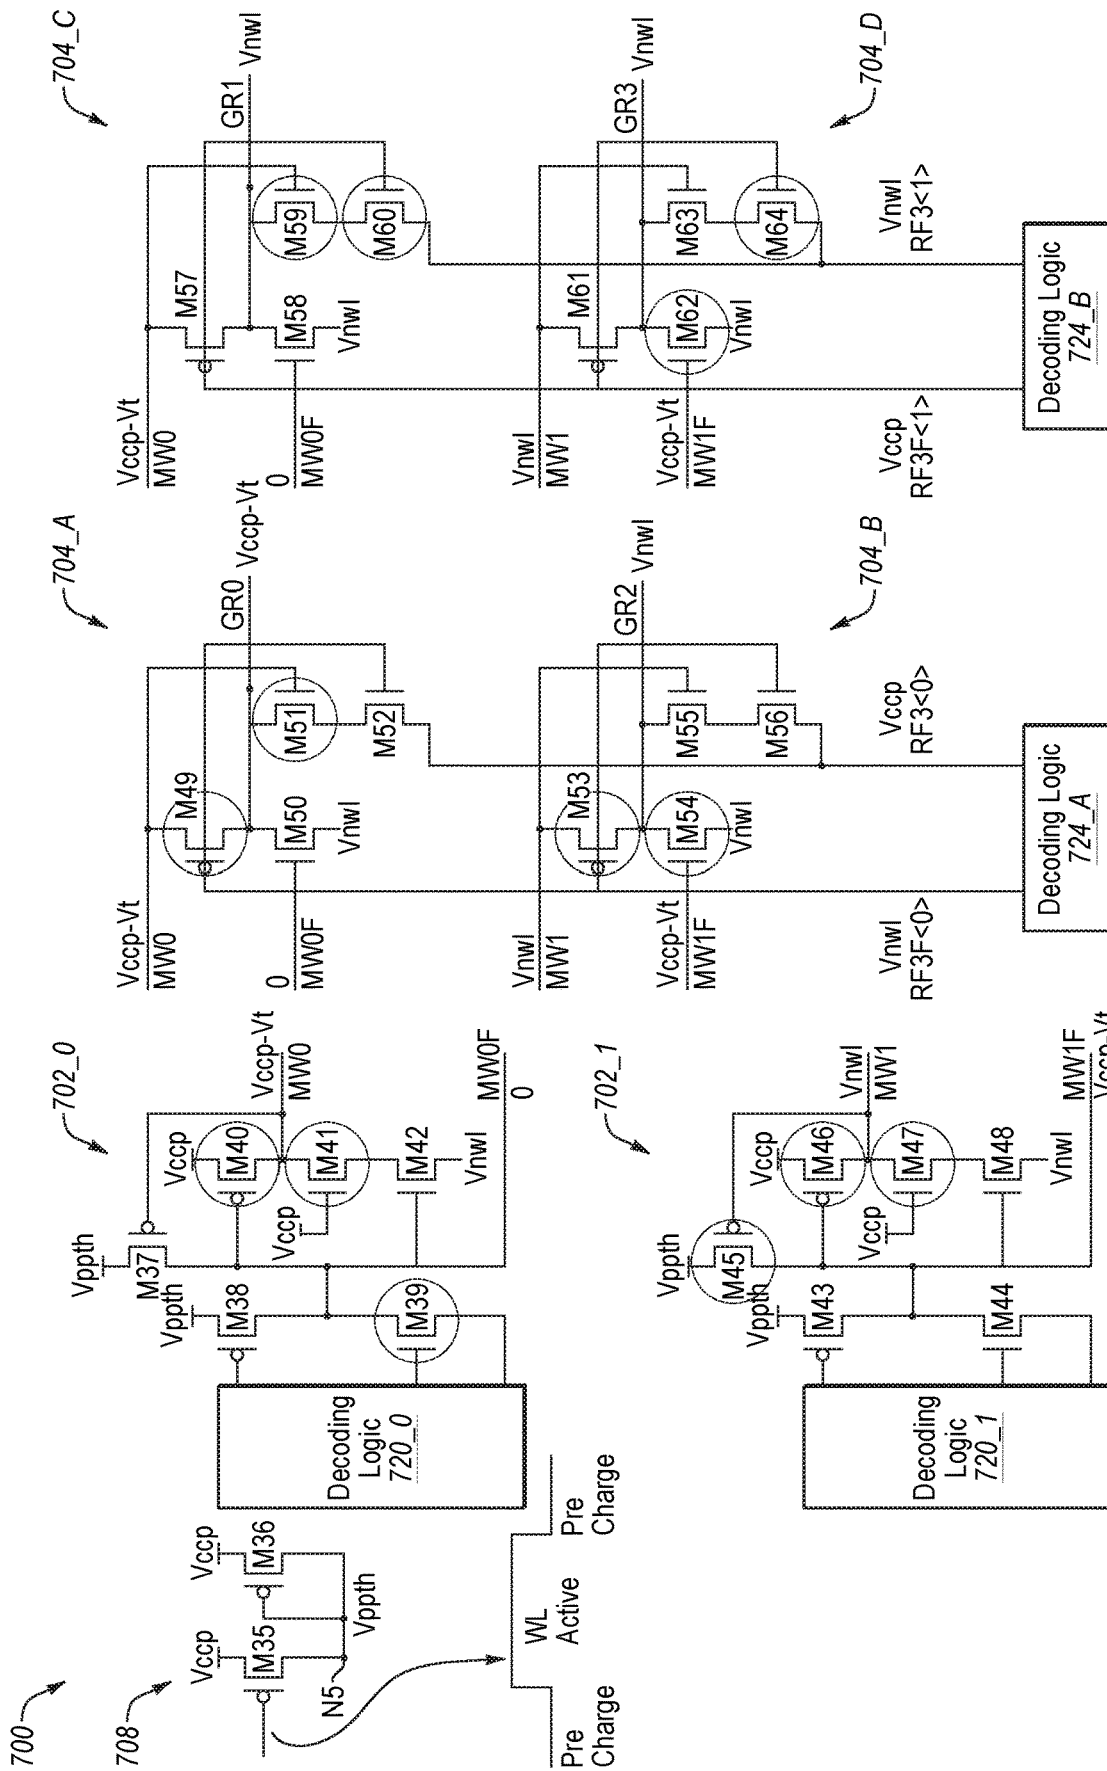 700
708
Vccp
M35
Vccp
M36
N5
Vppth
Pre
Charge
WL
Active
Pre
Charge
702_0
Decoding
Logic
720_0
Vppth
M37
Vppth
M38
M39
Vccp
M40
Vccp
M41
M42
Vnwl
Vccp-Vt
MW0
MW0F
0
702_1
Decoding
Logic
720_1
Vppth
M45
Vppth
M43
M44
Vccp
M46
Vccp
M47
M48
Vnwl
Vnwl
MW1
MW1F
Vccp-Vt
704_A
Vccp-Vt
MW0
0
MW0F
M49
M50
Vnwl
M51
M52
GR0
Vccp-Vt
704_B
Vnwl
MW1
Vccp-Vt
MW1F
M53
M54
Vnwl
M55
M56
GR2
Vnwl
Vnwl
RF3F<0>
Vccp
RF3<0>
Decoding Logic
724_A
704_C
Vccp-Vt
MW0
0
MW0F
M57
M58
Vnwl
M59
M60
GR1
Vnwl
704_D
Vnwl
MW1
Vccp-Vt
MW1F
M61
M62
Vnwl
M63
M64
GR3
Vnwl
Vccp
RF3F<1>
Vnwl
RF3<1>
Decoding Logic
724_B